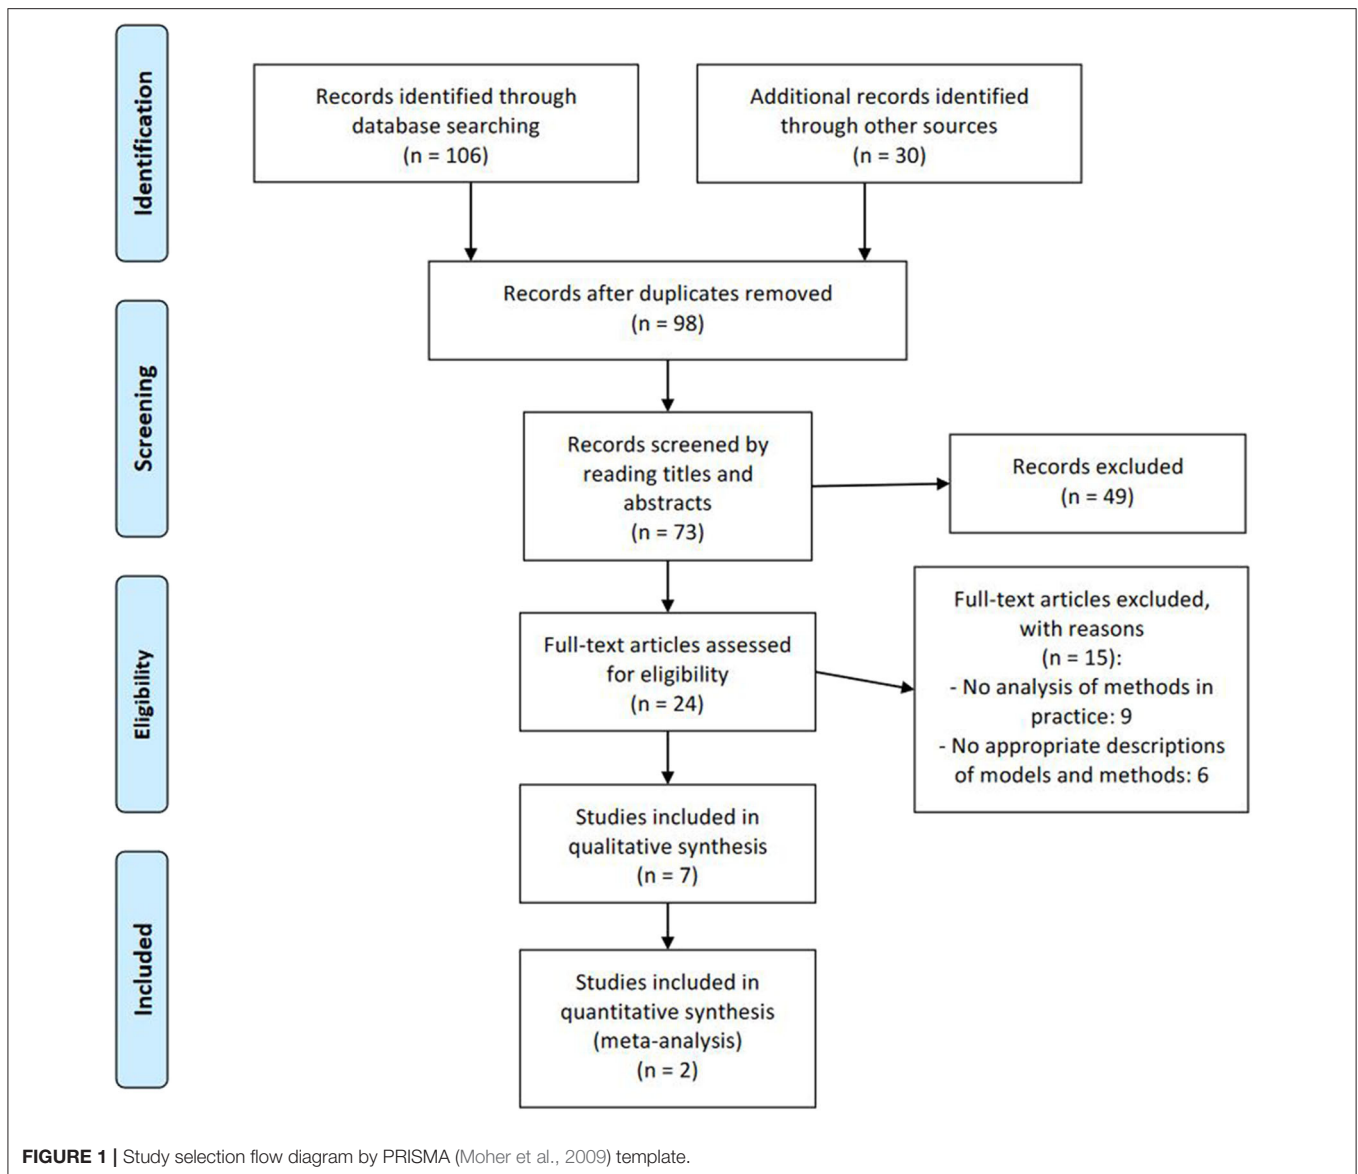 Identification
Records identified through
database searching
(n = 106)
Additional records identified
through other sources
(n = 30)
Records after duplicates removed
(n = 98)
Screening
Records screened by
reading titles and
abstracts
(n = 73)
Records excluded
(n = 49)
Eligibility
Full-text articles assessed
for eligibility
(n = 24)
Full-text articles excluded,
with reasons
(n = 15):
- No analysis of methods in
practice: 9
- No appropriate descriptions
of models and methods: 6
Studies included in
qualitative synthesis
(n = 7)
Included
Studies included in
quantitative synthesis
(meta-analysis)
(n = 2)
FIGURE 1 | Study selection flow diagram by PRISMA (Moher et al., 2009) template.